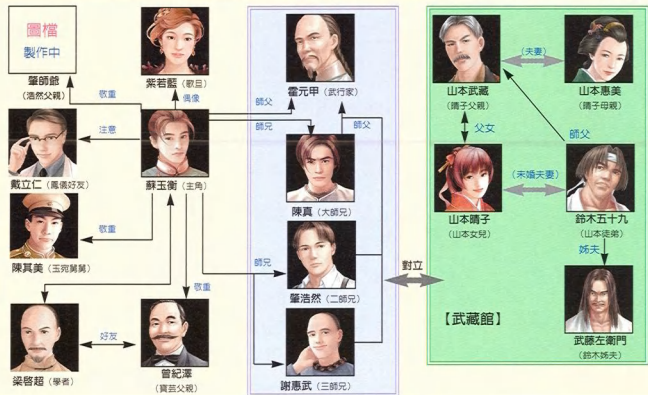 圖檔
製作中
肇師爺
(浩然父親)
紫若藍(歌旦)
霍元甲(武行家)
山本武藏
(晴子父親)
(夫妻)
山本惠美
(晴子母親)
敬重
偶像
師父
師兄
師父
父女
師父
注意
戴立仁(鳳儀好友)
蘇玉衡(主角)
陳真(大師兄)
山本晴子
(山本女兒)
(未婚夫妻)
鈴木五十九
(山本徒弟)
敬重
陳其美(玉宛舅舅)
敬重
師兄
肇浩然(二師兄)
對立
姊夫
【武藏館】
武藤左衛門
(鈴木姊夫)
好友
梁啓超(學者)
曾紀澤
(寶芸父親)
謝惠武(三師兄)